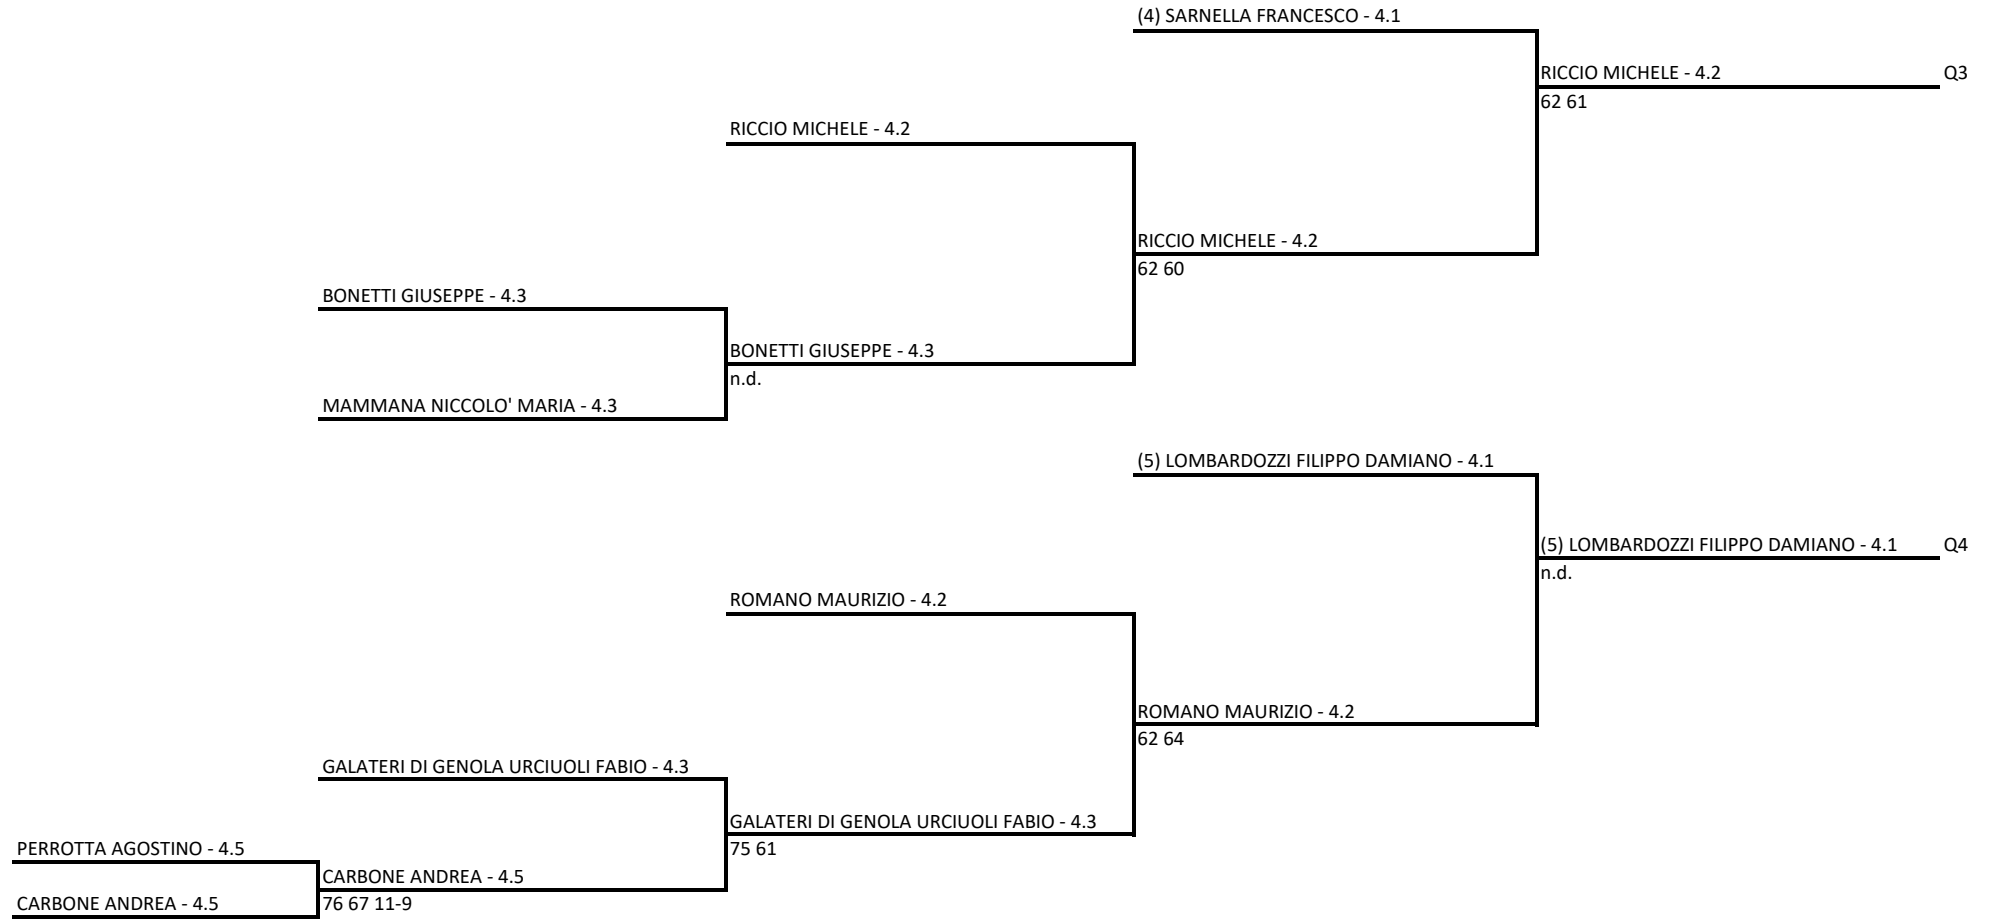 (4) SARNELLA FRANCESCO - 4.1
RICCIO MICHELE - 4.2 Q3
62 61
RICCIO MICHELE - 4.2
RICCIO MICHELE - 4.2
62 60
BONETTI GIUSEPPE - 4.3
BONETTI GIUSEPPE - 4.3
n.d.
MAMMANA NICCOLO' MARIA - 4.3
(5) LOMBARDOZZI FILIPPO DAMIANO - 4.1
(5) LOMBARDOZZI FILIPPO DAMIANO - 4.1 Q4
n.d.
ROMANO MAURIZIO - 4.2
ROMANO MAURIZIO - 4.2
62 64
GALATERI DI GENOLA URCIUOLI FABIO - 4.3
GALATERI DI GENOLA URCIUOLI FABIO - 4.3
75 61
PERROTTA AGOSTINO - 4.5
CARBONE ANDREA - 4.5
76 67 11-9
CARBONE ANDREA - 4.5